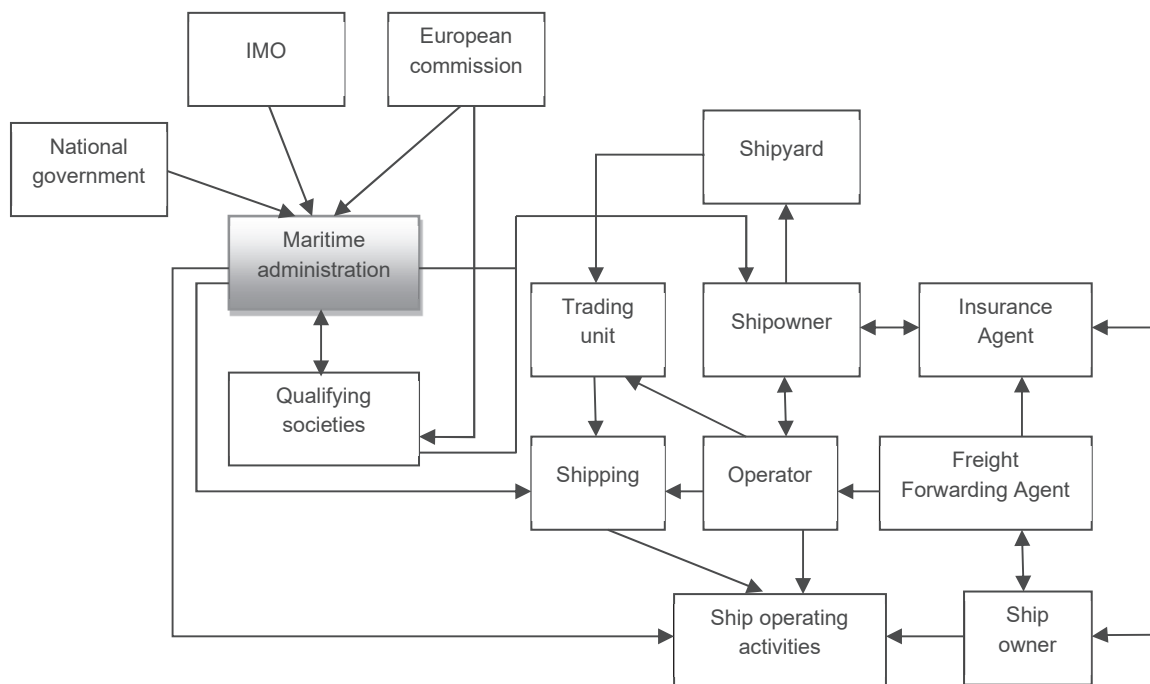 IMO
European
commission
National
government
Shipyard
Maritime
administration
Trading
unit
Shipowner
Insurance
Agent
Qualifying
societies
Shipping
Operator
Freight
Forwarding Agent
Ship operating
activities
Ship
owner